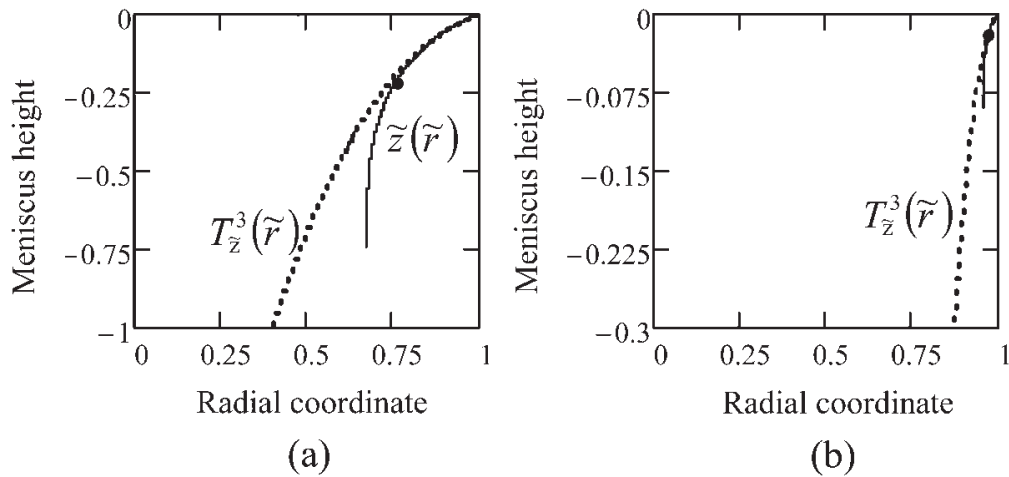 0
−0.25
−0.5
−0.75
−1
Meniscus height
z̃(r̃)
T³z̃(r̃)
0 0.25 0.5 0.75 1
Radial coordinate
(a)
0
−0.075
−0.15
−0.225
−0.3
Meniscus height
T³z̃(r̃)
0 0.25 0.5 0.75 1
Radial coordinate
(b)